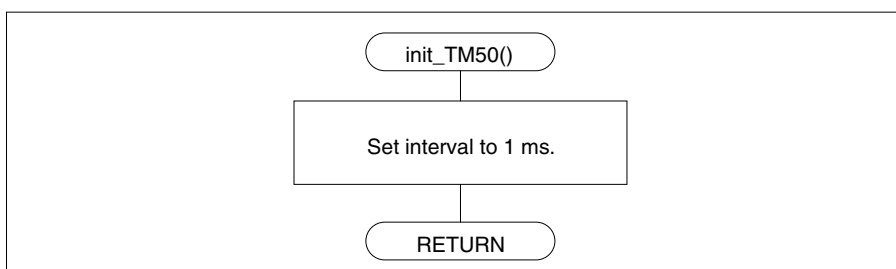 init_TM50()
Set interval to 1 ms.
RETURN